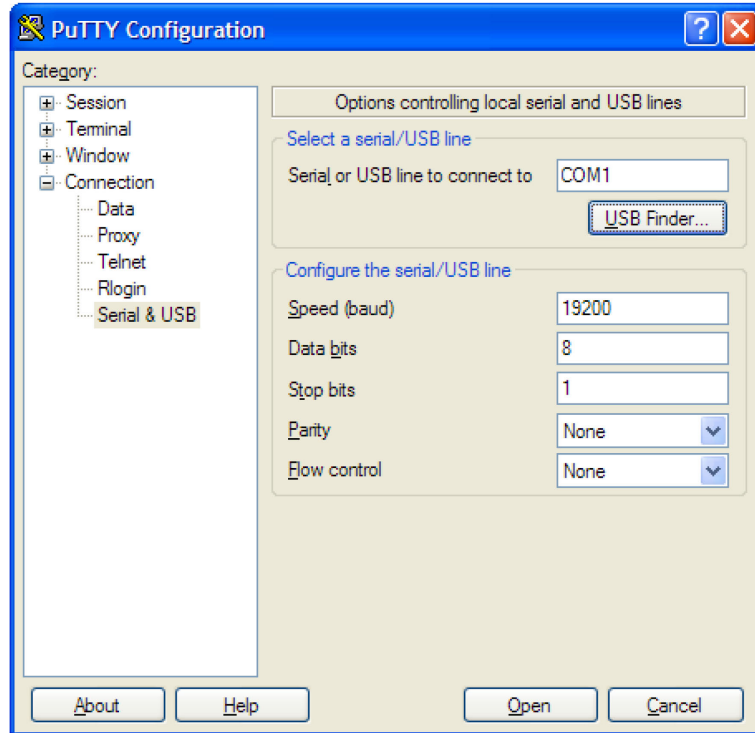 PuTTY Configuration
Category:
Session
Terminal
Window
Connection
Data
Proxy
Telnet
Rlogin
Serial & USB
Options controlling local serial and USB lines
Select a serial/USB line
Serial or USB line to connect to COM1
USB Finder...
Configure the serial/USB line
Speed (baud) 19200
Data bits 8
Stop bits 1
Parity None
Flow control None
About Help Open Cancel